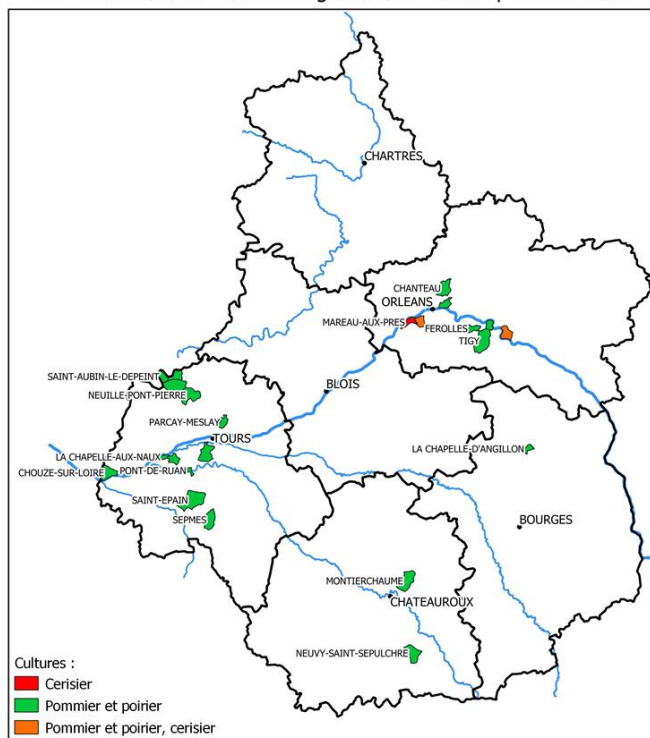 CHARTRES
CHANTEAU
ORLEANS
MAREAU-AUX-PRES
FEROLLES
TIGY
SAINT-AUBIN-LE-DEPEINT
BLOIS
NEUILLE-PONT-PIERRE
PARCAY-MESLAY
TOURS
LA CHAPELLE-D'ANGILLON
LA CHAPELLE-AUX-NAUX
CHOUZE-SUR-LOIRE
PONT-DE-RUAN
SAINT-EPAIN
SEPMES
BOURGES
MONTIERCHAUME
CHATEAUROUX
NEUVY-SAINT-SEPULCHRE
Cultures :
Cerisier
Pommier et poirier
Pommier et poirier, cerisier